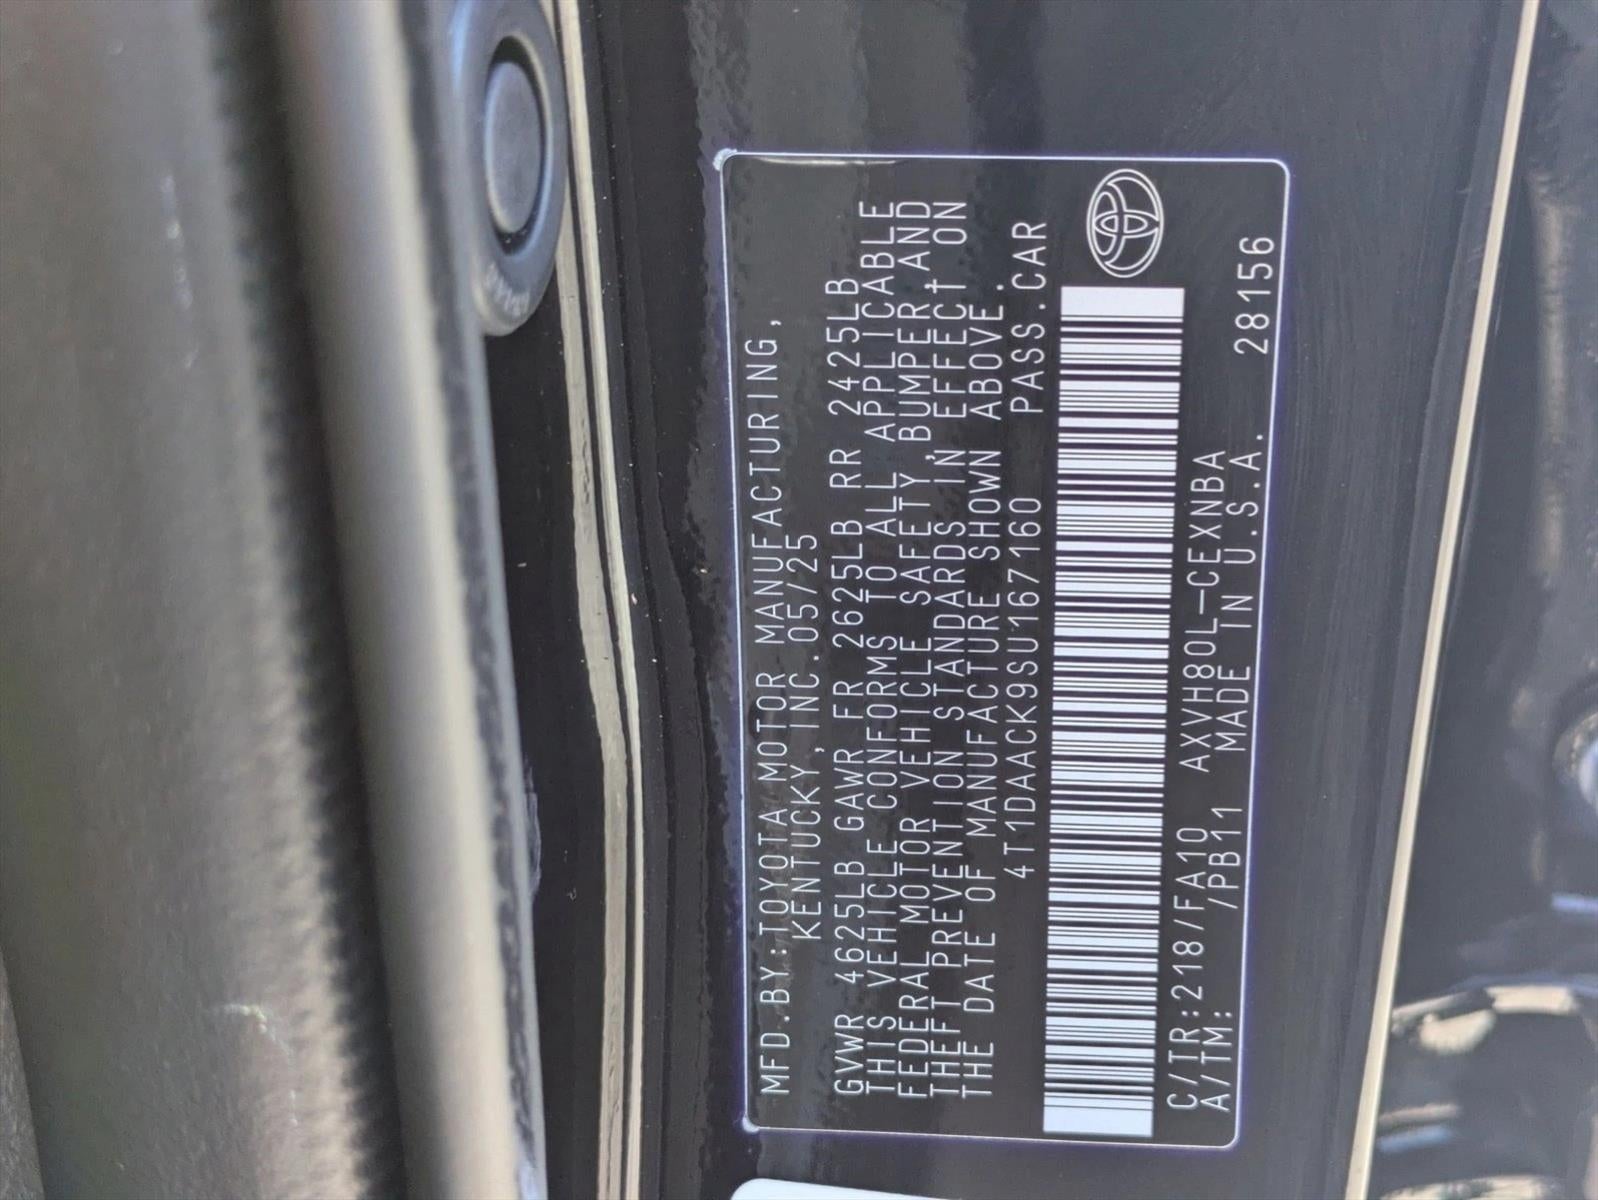 MFD.BY:TOYOTA MOTOR MANUFACTURING,
KENTUCKY,INC.05/25
GVWR 4625LB GAWR FR 2625LB RR 2425LB
THIS VEHICLE CONFORMS TO ALL APPLICABLE
FEDERAL MOTOR VEHICLE SAFETY,BUMPER,AND
THEFT PREVENTION STANDARDS IN EFFECT ON
THE DATE OF MANUFACTURE SHOWN ABOVE.
4T1DAACK9SU167160 PASS.CAR
C/TR:218/FA10 AXVH80L-CEXNBA
A/TM: /PB11 MADE IN U.S.A. 28156